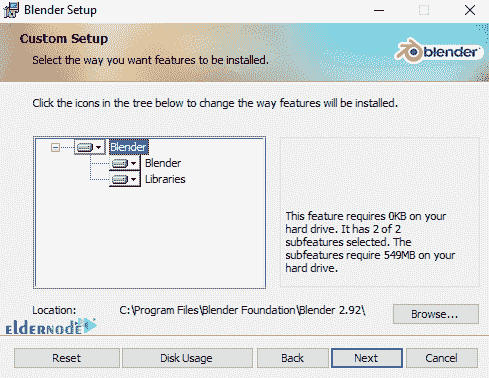 Blender Setup
Custom Setup
Select the way you want features to be installed.
blender
Click the icons in the tree below to change the way features will be installed.
Blender
Blender
Libraries
This feature requires 0KB on your
hard drive. It has 2 of 2
subfeatures selected. The
subfeatures require 549MB on your
hard drive.
Location: C:\Program Files\Blender Foundation\Blender 2.92\
Browse...
ELDERNODE
Reset Disk Usage Back Next Cancel